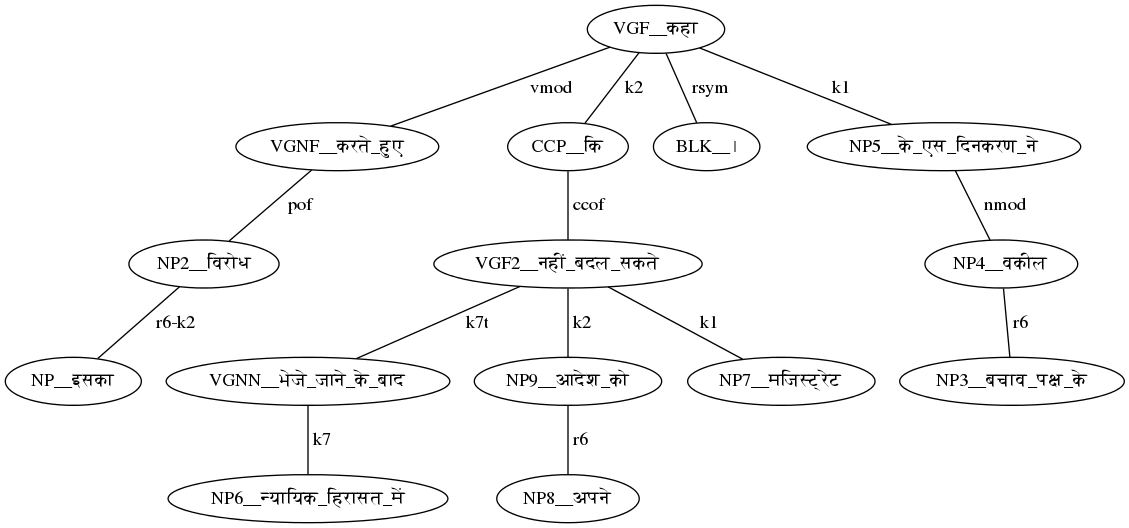 VGF__कहा
vmod k2 rsym k1
VGNF__करते_हुए CCP__कि BLK__। NP5__के_एस_दिनकरण_ने
pof ccof nmod
NP2__विरोध VGF2__नहीं_बदल_सकते NP4__वकील
r6-k2 k7t k2 k1 r6
NP__इसका VGNN__भेजे_जाने_के_बाद NP9__आदेश_को NP7__मजिस्ट्रेट NP3__बचाव_पक्ष_के
k7 r6
NP6__न्यायिक_हिरासत_में NP8__अपने